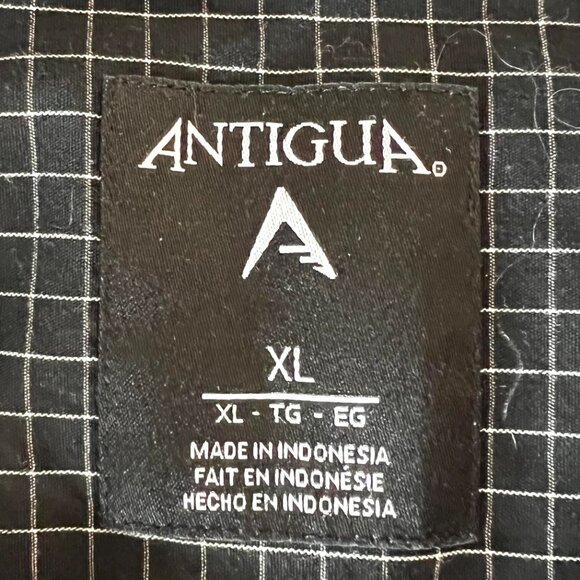 ANTIGUA®
XL
XL - TG - EG
MADE IN INDONESIA
FAIT EN INDONÉSIE
HECHO EN INDONESIA